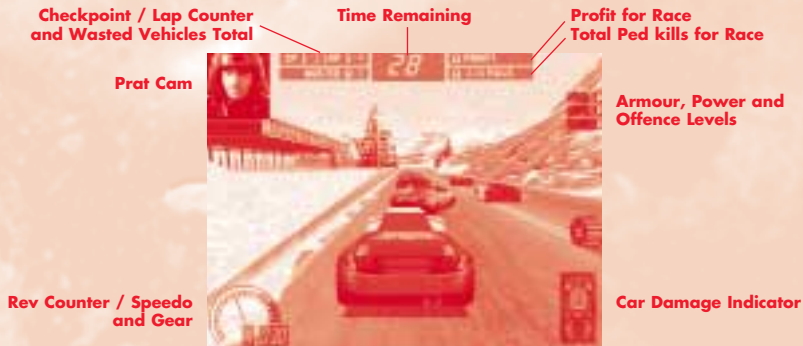 Checkpoint / Lap Counter
and Wasted Vehicles Total
Time Remaining
Profit for Race
Total Ped kills for Race
28
Prat Cam
Armour, Power and
Offence Levels
Rev Counter / Speedo
and Gear
Car Damage Indicator